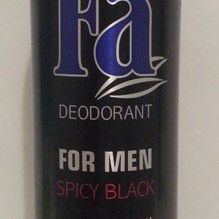 Fa
DEODORANT
FOR MEN
SPICY BLACK